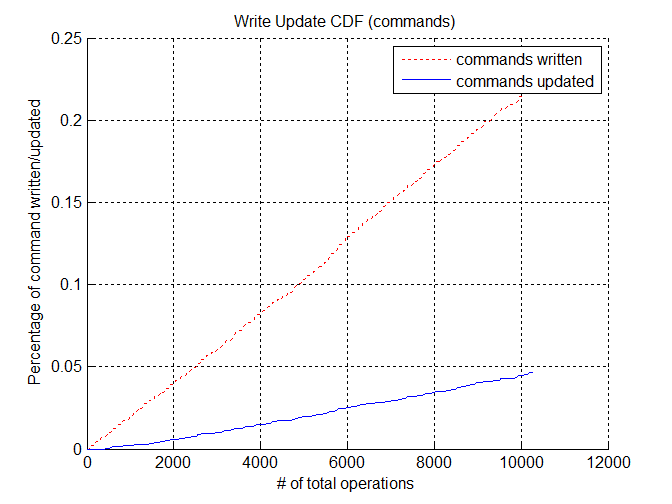 Write Update CDF (commands)
0.25
0.2
0.15
0.1
0.05
0
Percentage of command written/updated
commands written
commands updated
0
2000
4000
6000
8000
10000
12000
# of total operations